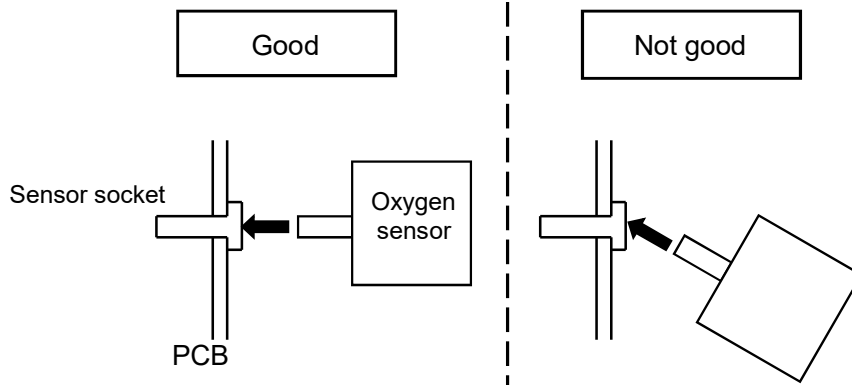 Good
Not good
Sensor socket
Oxygen
sensor
PCB